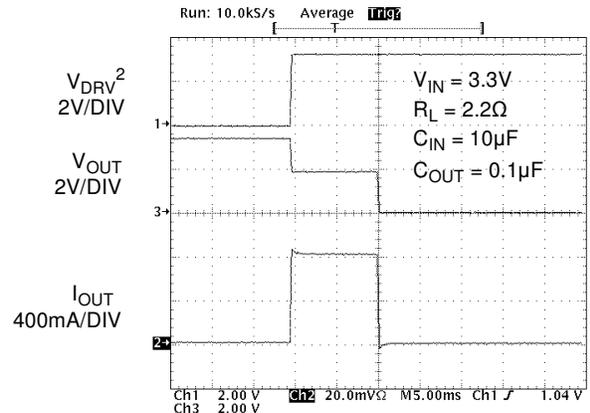 Run: 10.0kS/s Average Trig?
V_DRV²
2V/DIV
V_IN = 3.3V
R_L = 2.2Ω
C_IN = 10µF
C_OUT = 0.1µF
1→
V_OUT
2V/DIV
3→
I_OUT
400mA/DIV
2→
Ch1 2.00 V Ch2 20.0mVΩ M5.00ms Ch1 ƒ 1.04 V
Ch3 2.00 V